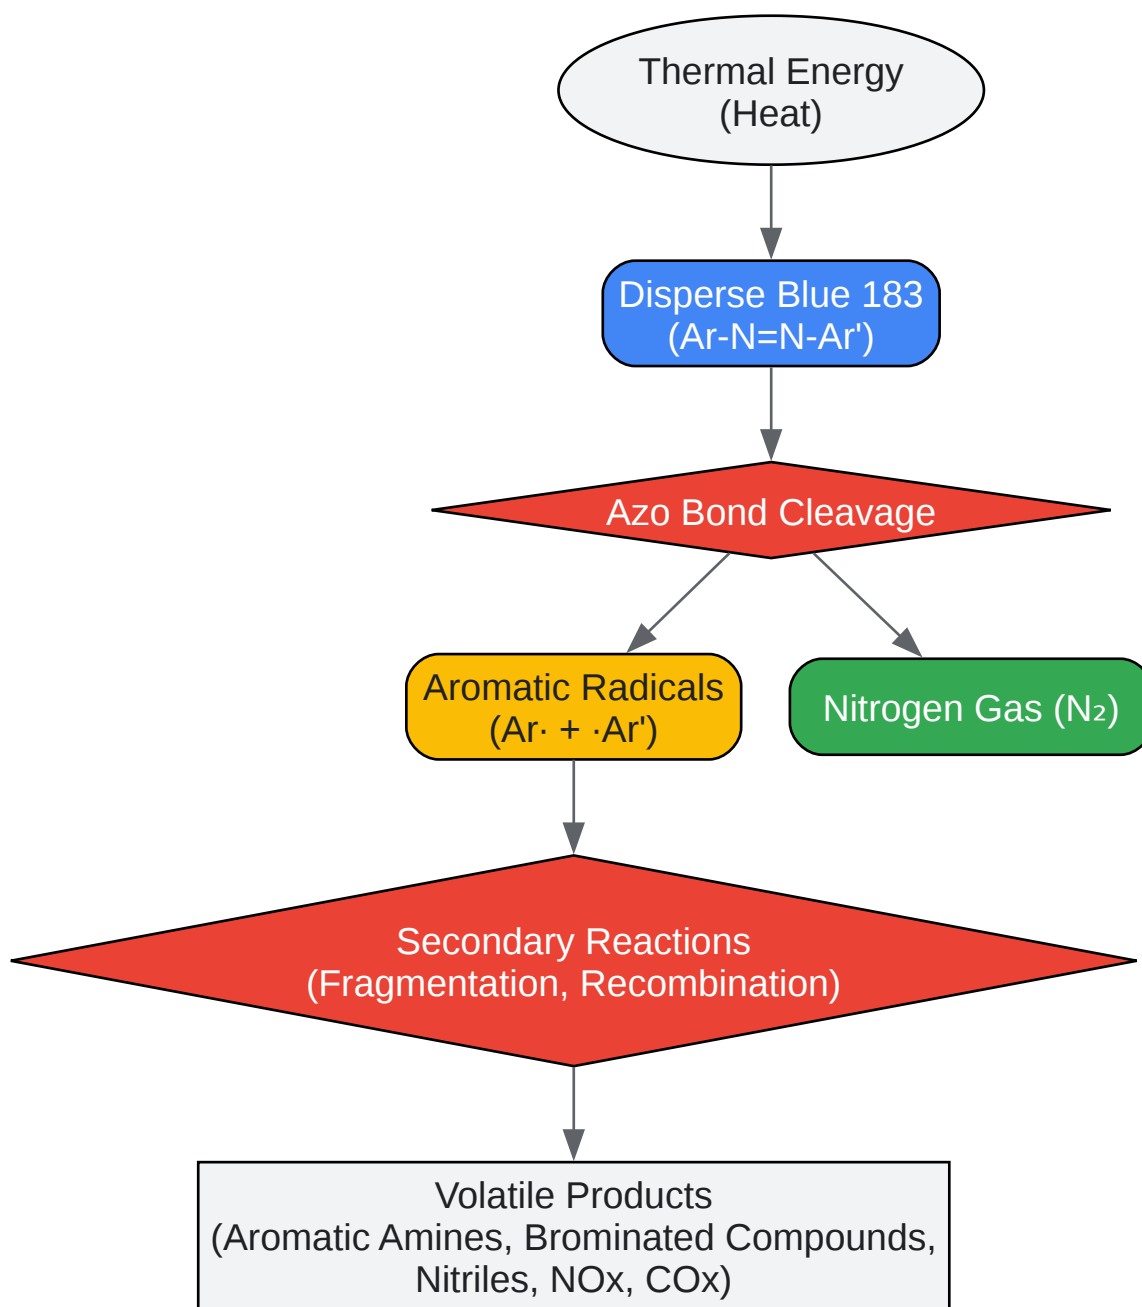 Thermal Energy
(Heat)
Disperse Blue 183
(Ar-N=N-Ar')
Azo Bond Cleavage
Aromatic Radicals
(Ar· + ·Ar')
Nitrogen Gas (N₂)
Secondary Reactions
(Fragmentation, Recombination)
Volatile Products
(Aromatic Amines, Brominated Compounds,
Nitriles, NOx, COx)